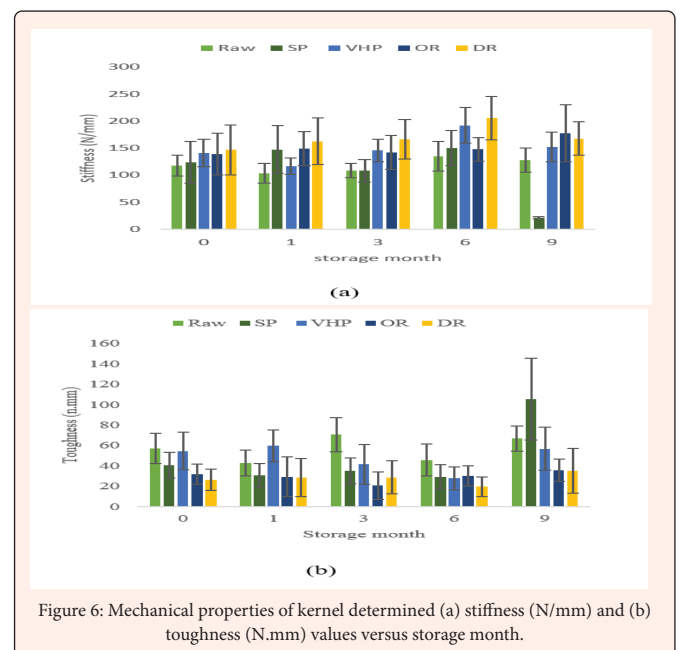 Raw SP VHP OR DR
300
250
200
150
100
50
0
Stiffness (N/mm)
0 1 3 6 9
storage month
(a)
Raw SP VHP OR DR
160
140
120
100
80
60
40
20
0
Toughness (n.mm)
0 1 3 6 9
Storage month
(b)
Figure 6: Mechanical properties of kernel determined (a) stiffness (N/mm) and (b)
toughness (N.mm) values versus storage month.